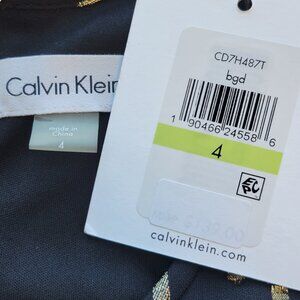 Calvin Klein
made in
China
4
CD7H487T
bgd
1 90466 24558 6
4
calvinklein.com